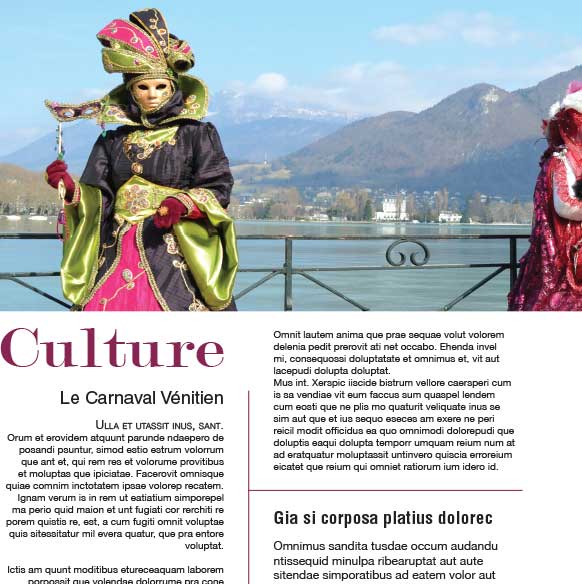 Culture
Le Carnaval Vénitien
ULLA ET UTASSIT INUS, SANT.
Orum et erovidem atquunt parunde ndaepero de
posandi psuntur, simod estio estrum volorrum
que ant et, qui rem res et volorume provitibus
et moluptas que ipiciatae. Facerovit omnisque
quiae comnim inctotatem ipsae volorep recatem.
Ignam verum is in rem ut eatiatium simporepel
ma perio quid maion et unt fugiati cor rerchiti re
porem quistis re, est, a cum fugiti omnit voluptae
quis sitessitatur mil evera quatur, que pra entore
voluptat.
Ictis am quunt moditibus etureceaquam laborem
porpossit que volendae dolorrume pra cone
Omnit lautem anima que prae sequae volut volorem
delenia pedit prerovit ati net occabo. Ehenda invel
mi, consequossi doluptatate et omnimus et, vit aut
lacepudi dolupta doluptat.
Mus int. Xerspic iiscide bistrum vellore caersperi cum
is sa vendiae vit eum faccus sum quaspel lendem
cum eosti que ne plis mo quaturit veliquate inus se
sim aut que et ius sequo eseces am exere ne peri
reicil modit officidus ea quo omnimodi dolorepudi que
doluptis eaqui dolupta temporr umquam reium num at
ad eratquatur moluptassit untinvero quiscia erroreium
eicatet que reium qui omniet ratiorum ium idero id.
Gia si corposa platius dolorec
Omnimus sandita tusdae occum audandu
ntissequid minulpa ribearuptat aut aute
sitendae simporatibus ad eatem volor aut